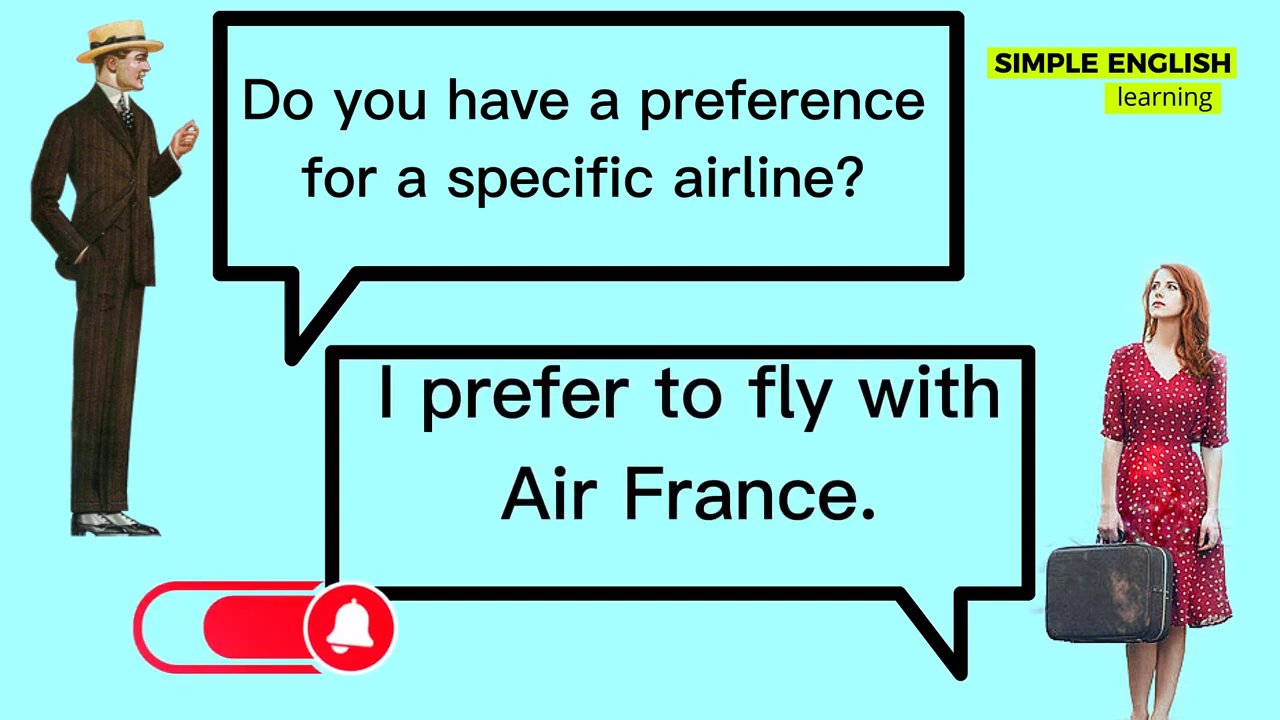 Do you have a preference
for a specific airline?
SIMPLE ENGLISH
learning
I prefer to fly with
Air France.